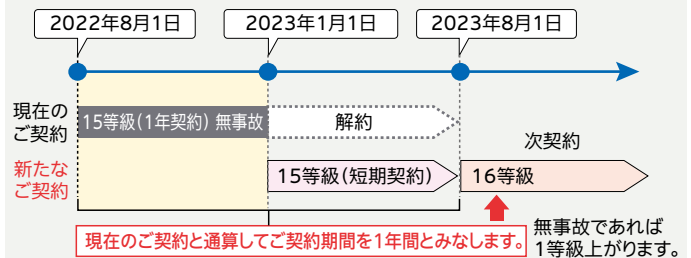 2022年8月1日
2023年1月1日
2023年8月1日
現在の
ご契約
15等級(1年契約) 無事故
解約
次契約
新たな
ご契約
15等級(短期契約)
16等級
現在のご契約と通算してご契約期間を1年間とみなします。
無事故であれば
1等級上がります。